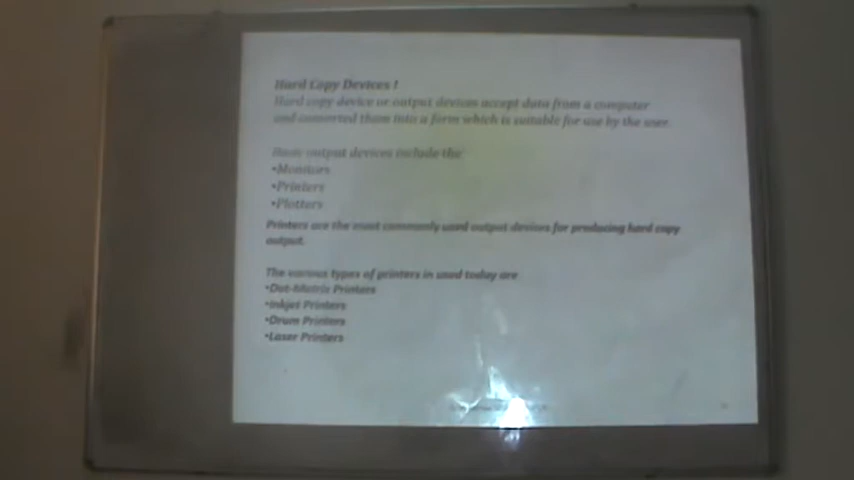 Hard Copy Devices !
Hard copy device or output devices accept data from a computer
and converted them into a form which is suitable for use by the user.
Basic output devices include the
•Monitors
•Printers
•Plotters
Printers are the most commonly used output devices for producing hard copy
output.
The various types of printers in used today are
•Dot-Matrix Printers
•Inkjet Printers
•Drum Printers
•Laser Printers